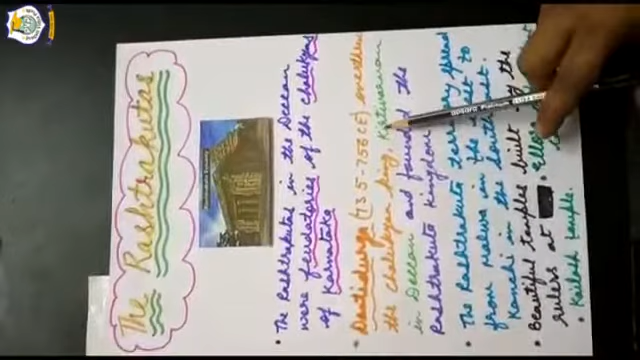 The Rashtrakutas
• The Rashtrakutas in the Deccan
were feudatories of the chalukyas
of Karnataka
• Dantidurga (735-756 CE) overthrew
the chalukyan king Kirtivarman
in Deccan and founded the
Rashtrakuta Kingdom
• The Rashtrakuta territory spread
from Malwa in the to
Kanchi in the South
• Beautiful temples built by the
rulers at Ellora
• Kailash temple.
Platinum